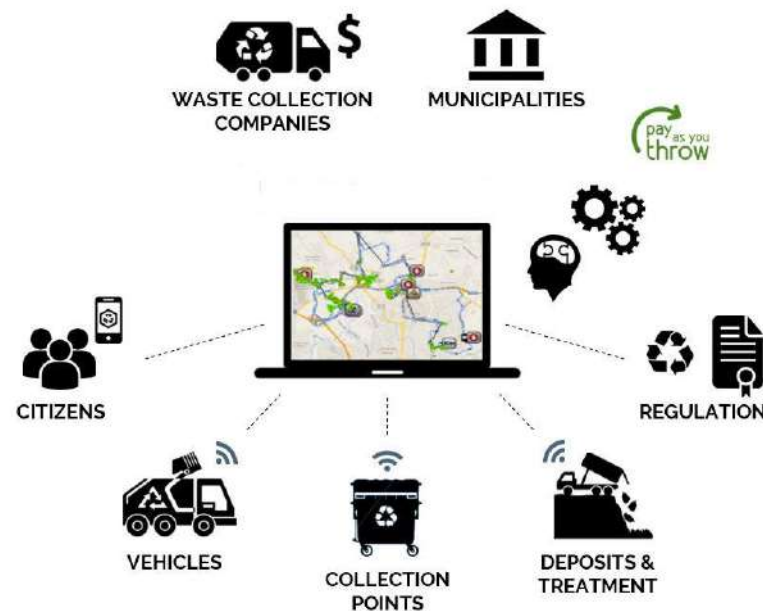 WASTE COLLECTION
COMPANIES
MUNICIPALITIES
pay
as you
throw
CITIZENS
REGULATION
VEHICLES
COLLECTION
POINTS
DEPOSITS &
TREATMENT